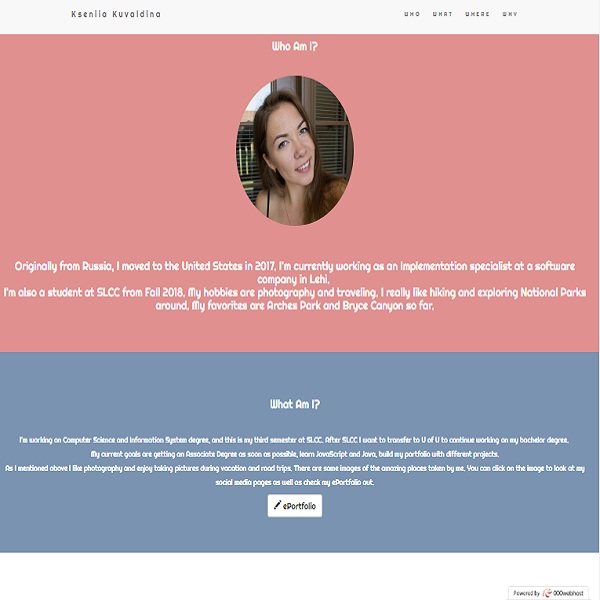 Kseniia Kuvaldina
WHO WHAT WHERE WHY
Who Am I?
Originally from Russia, I moved to the United States in 2017. I'm currently working as an Implementation specialist at a software
company in Lehi.
I'm also a student at SLCC from Fall 2018. My hobbies are photography and traveling. I really like hiking and exploring National Parks
around. My favorites are Arches Park and Bryce Canyon so far.
What Am I?
I'm working on Computer Science and Information System degree, and this is my third semester at SLCC. After SLCC I want to transfer to U of U to continue working on my bachelor degree.
My current goals are getting an Associate Degree as soon as possible, learn JavaScript and Java, build my portfolio with different projects.
As I mentioned above I like photography and enjoy taking pictures during vacation and road trips. There are some images of the amazing places taken by me. You can click on the image to look at my
social media pages as well as check my ePortfolio out.
ePortfolio
Powered by 000webhost